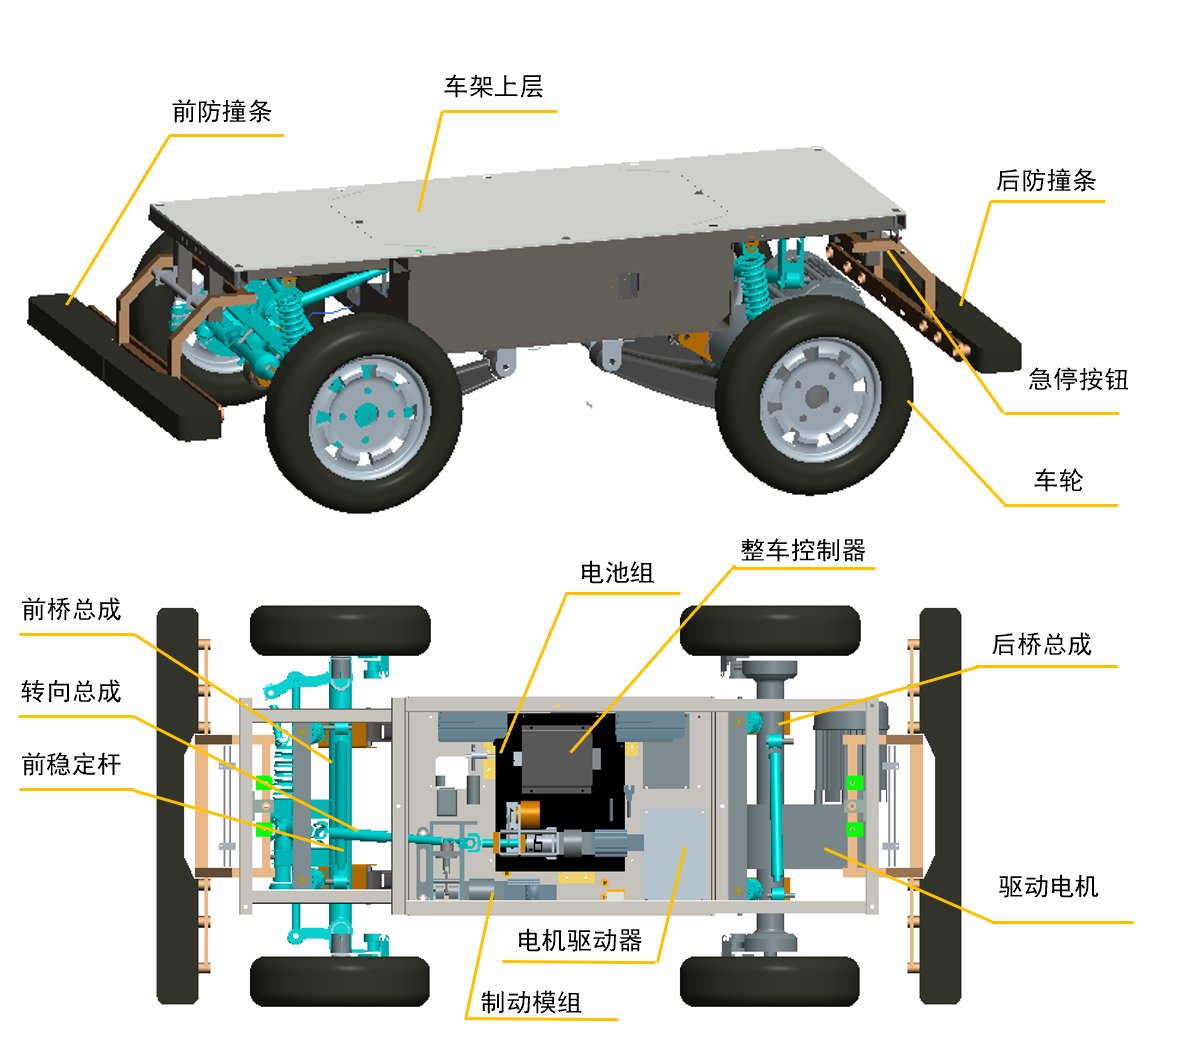 车架上层
前防撞条
后防撞条
急停按钮
车轮
整车控制器
电池组
前桥总成
后桥总成
转向总成
前稳定杆
驱动电机
电机驱动器
制动模组